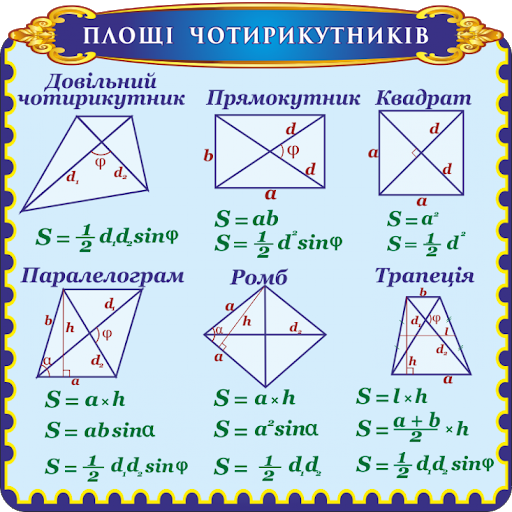 ПЛОЩІ ЧОТИРИКУТНИКІВ
Довільний
чотирикутник
Прямокутник
Квадрат
φ
d₁
d₂
b
d
φ
d
a
a
d
d
a
S = 1/2 d₁d₂sinφ
S = ab
S = 1/2 d²sinφ
S = a²
S = 1/2 d²
Паралелограм
Ромб
Трапеція
b
h
d₁
φ
α
d₂
a
a
h
α
d₂
a
b
d₁
φ
l
h
d₂
a
S = a × h
S = absinα
S = 1/2 d₁d₂sinφ
S = a × h
S = a²sinα
S = 1/2 d₁d₂
S = l × h
S = a + b/2 × h
S = 1/2 d₁d₂sinφ